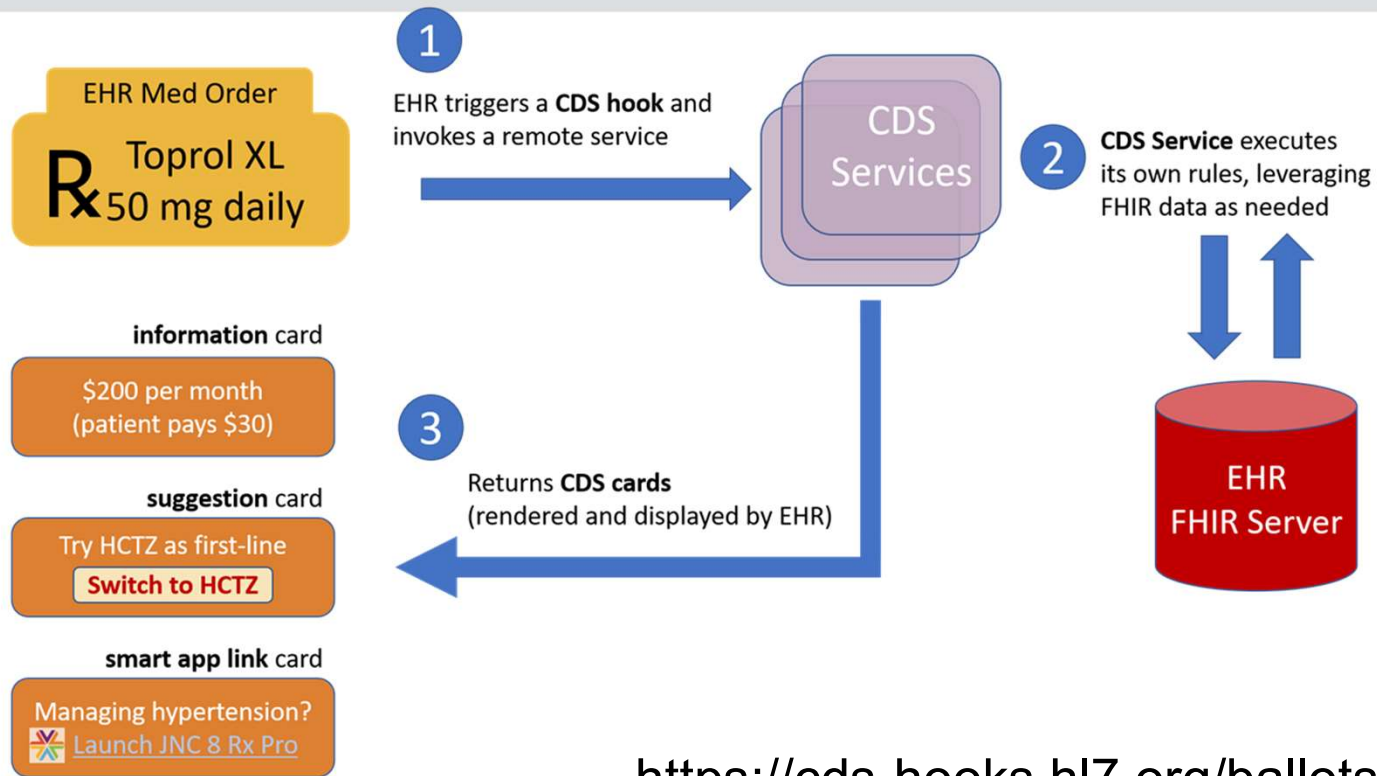 EHR Med Order
Rx Toprol XL
50 mg daily
1
EHR triggers a CDS hook and
invokes a remote service
CDS
Services
2
CDS Service executes
its own rules, leveraging
FHIR data as needed
EHR
FHIR Server
3
Returns CDS cards
(rendered and displayed by EHR)
information card
$200 per month
(patient pays $30)
suggestion card
Try HCTZ as first-line
Switch to HCTZ
smart app link card
Managing hypertension?
Launch JNC 8 Rx Pro